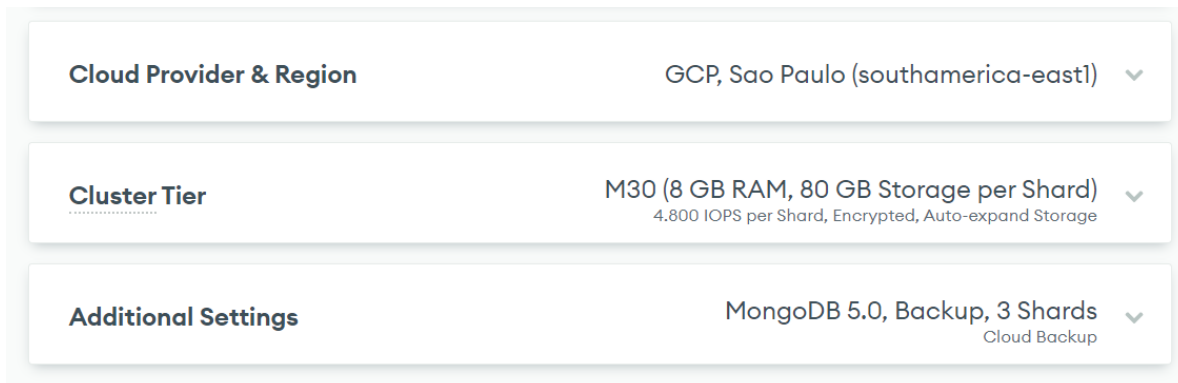 Cloud Provider & Region
GCP, Sao Paulo (southamerica-east1)
Cluster Tier
M30 (8 GB RAM, 80 GB Storage per Shard)
4.800 IOPS per Shard, Encrypted, Auto-expand Storage
Additional Settings
MongoDB 5.0, Backup, 3 Shards
Cloud Backup